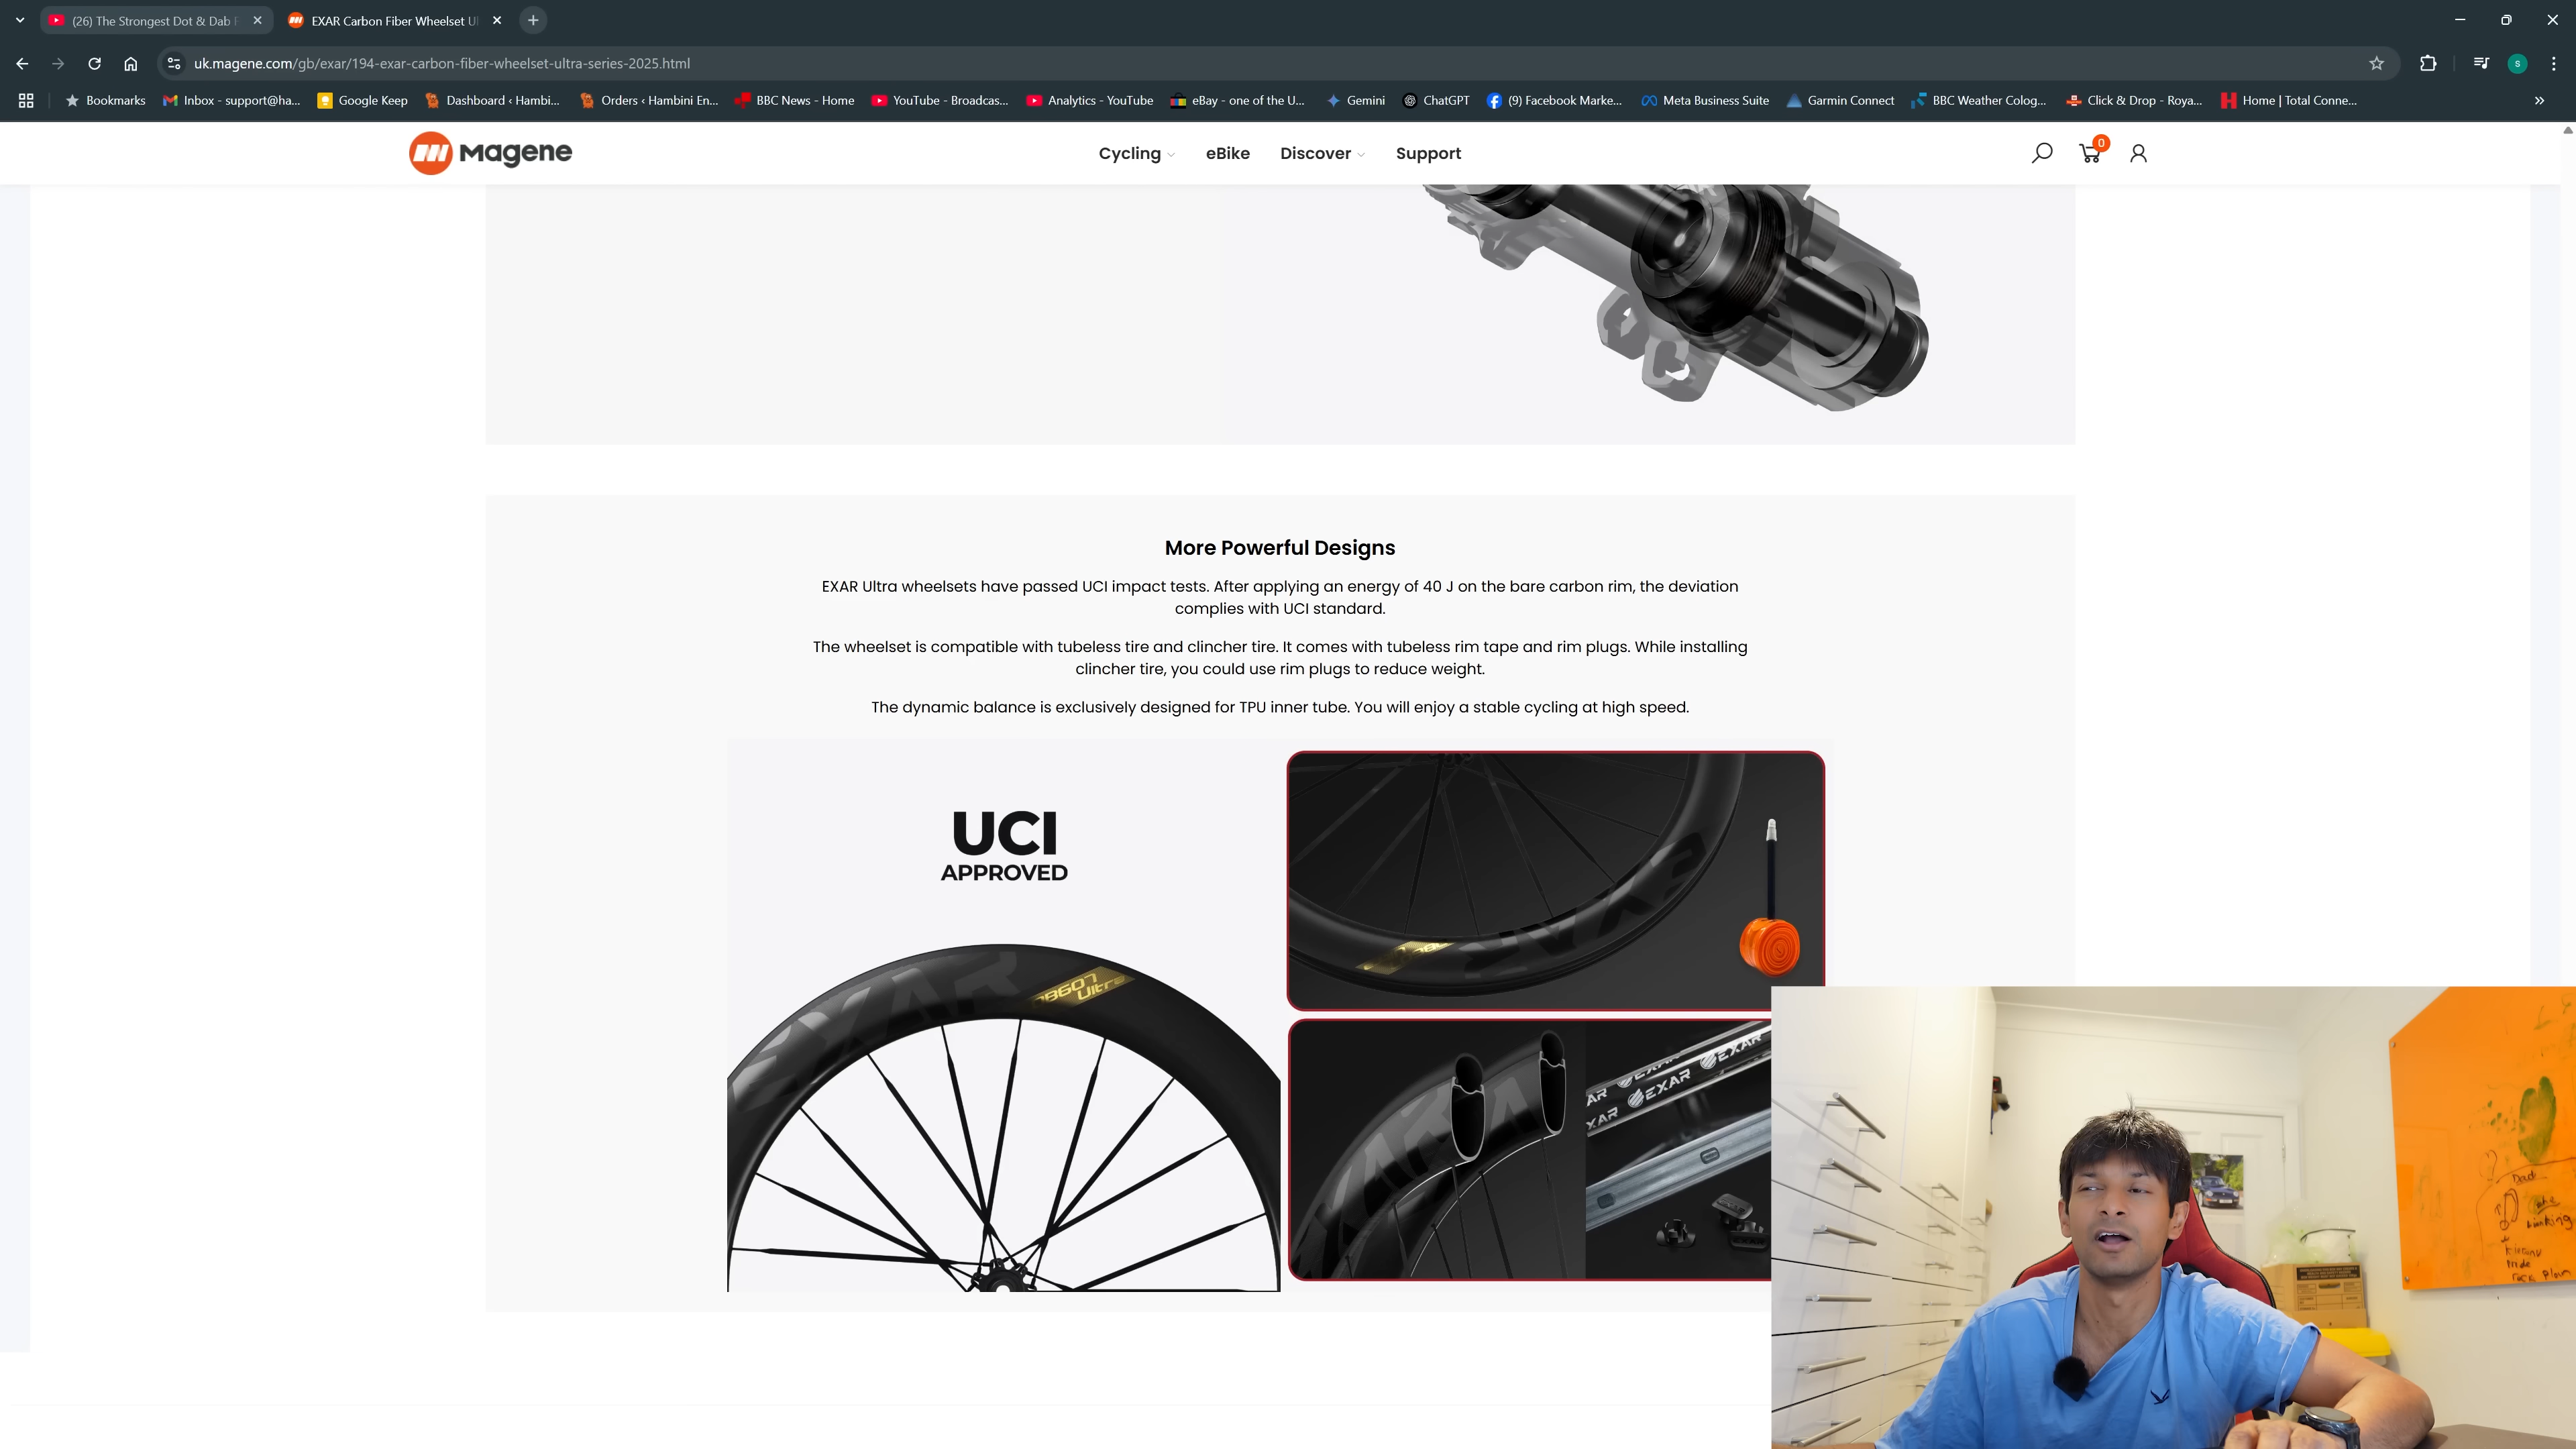 (26) The Strongest Dot & Dab
EXAR Carbon Fiber Wheelset Ul
uk.magene.com/gb/exar/194-exar-carbon-fiber-wheelset-ultra-series-2025.html
S
Bookmarks Inbox - support@ha... Google Keep Dashboard ‹ Hambi... Orders ‹ Hambini En... BBC News - Home YouTube - Broadcas... Analytics - YouTube eBay - one of the U... Gemini ChatGPT (9) Facebook Marke... Meta Business Suite Garmin Connect BBC Weather Colog... Click & Drop - Roya... Home | Total Conne...
Magene Cycling eBike Discover Support 0
More Powerful Designs
EXAR Ultra wheelsets have passed UCI impact tests. After applying an energy of 40 J on the bare carbon rim, the deviation
complies with UCI standard.
The wheelset is compatible with tubeless tire and clincher tire. It comes with tubeless rim tape and rim plugs. While installing
clincher tire, you could use rim plugs to reduce weight.
The dynamic balance is exclusively designed for TPU inner tube. You will enjoy a stable cycling at high speed.
UCI
APPROVED
EXAR
DB607
Ultra
EXAR
EXAR
AR EXAR
Dad
Pride